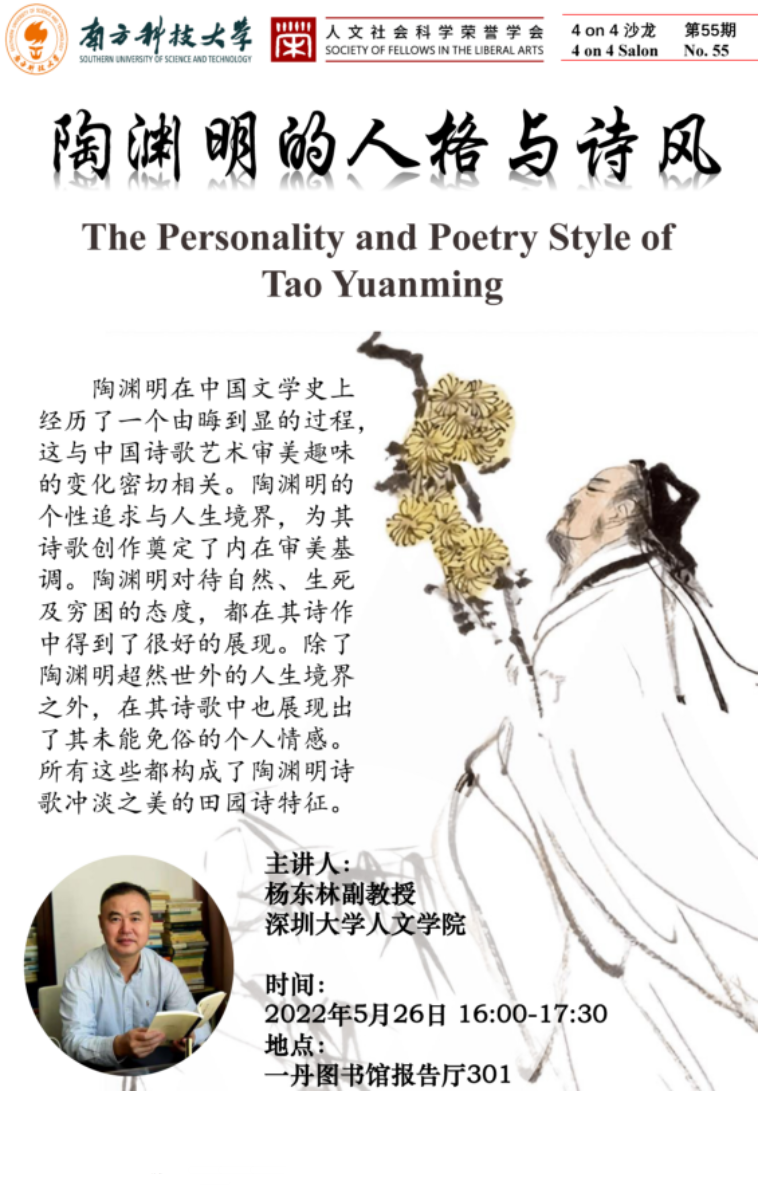 南方科技大学
SOUTHERN UNIVERSITY OF SCIENCE AND TECHNOLOGY
人文社会科学荣誉学会
SOCIETY OF FELLOWS IN THE LIBERAL ARTS
4 on 4 沙龙 第55期
4 on 4 Salon No. 55
陶渊明的人格与诗风
The Personality and Poetry Style of
Tao Yuanming
陶渊明在中国文学史上
经历了一个由晦到显的过程，
这与中国诗歌艺术审美趣味
的变化密切相关。陶渊明的
个性追求与人生境界，为其
诗歌创作奠定了内在审美基
调。陶渊明对待自然、生死
及穷困的态度，都在其诗作
中得到了很好的展现。除了
陶渊明超然世外的人生境界
之外，在其诗歌中也展现出
了其未能免俗的个人情感。
所有这些都构成了陶渊明诗
歌冲淡之美的田园诗特征。
主讲人：
杨东林副教授
深圳大学人文学院
时间：
2022年5月26日 16:00-17:30
地点：
一丹图书馆报告厅301